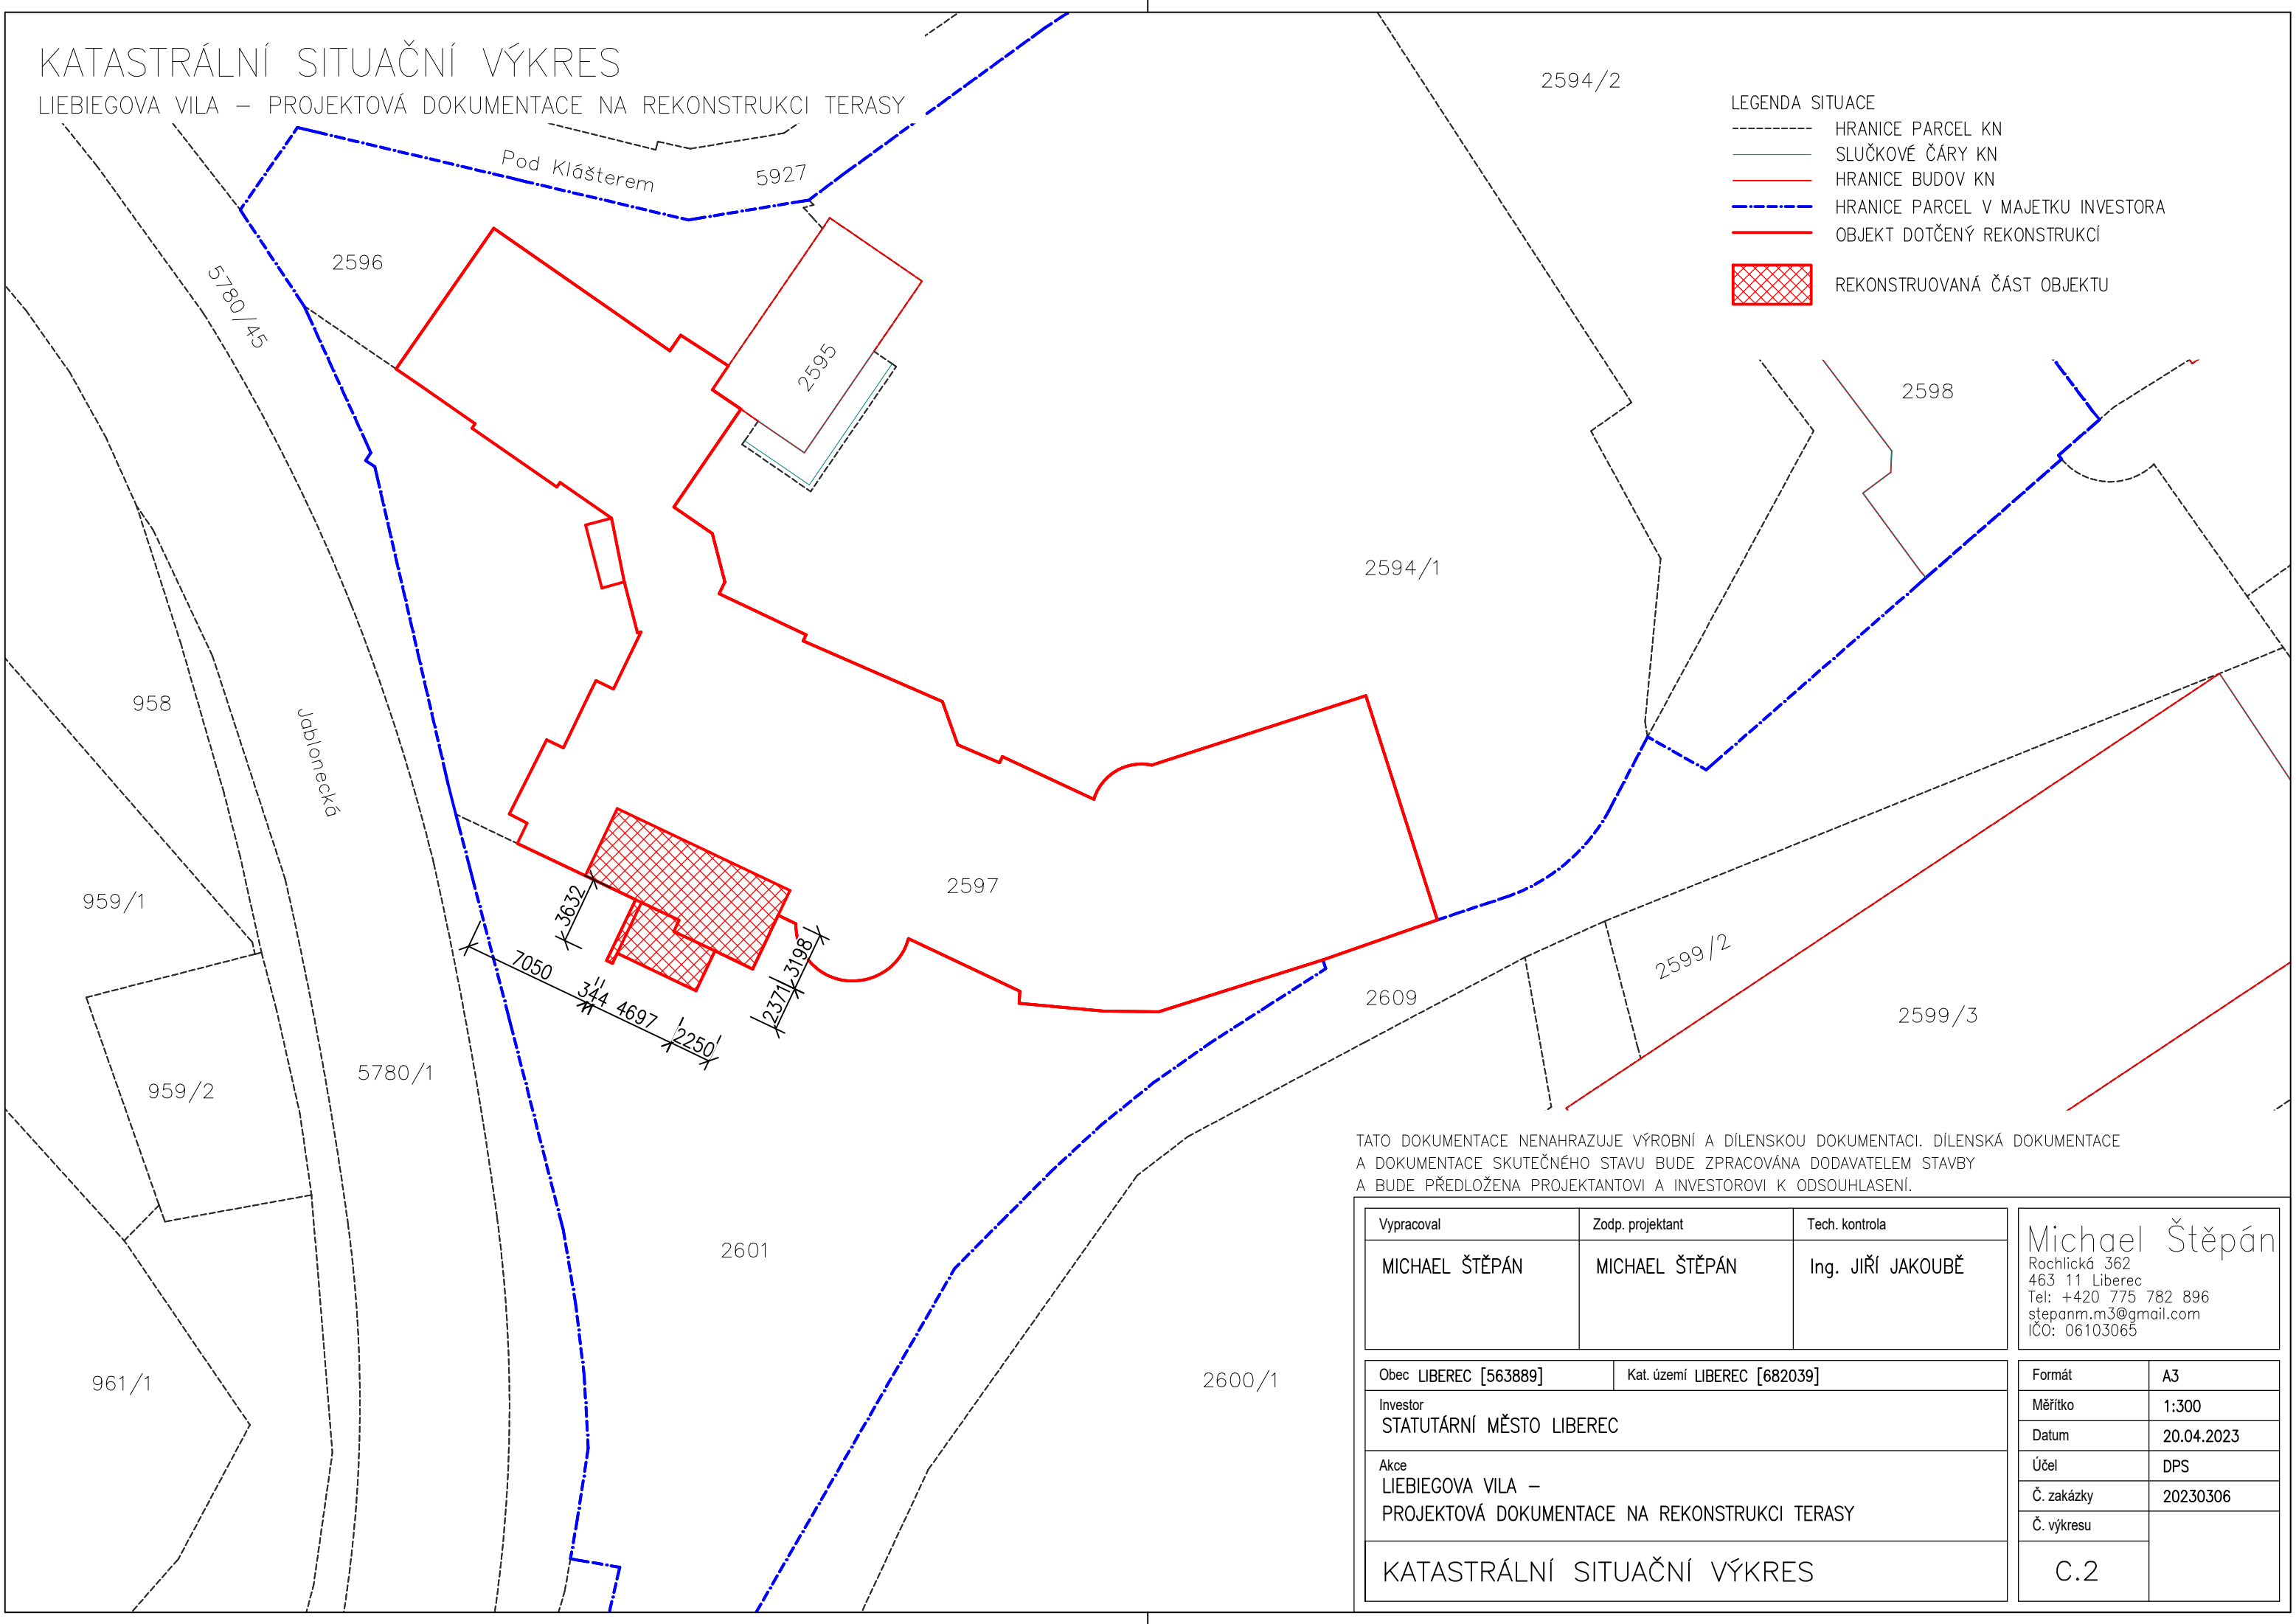 KATASTRÁLNÍ SITUAČNÍ VÝKRES
LIEBIEGOVA VILA – PROJEKTOVÁ DOKUMENTACE NA REKONSTRUKCI TERASY
LEGENDA SITUACE
HRANICE PARCEL KN
SLUČKOVÉ ČÁRY KN
HRANICE BUDOV KN
HRANICE PARCEL V MAJETKU INVESTORA
OBJEKT DOTČENÝ REKONSTRUKCÍ
REKONSTRUOVANÁ ČÁST OBJEKTU
2594/2
Pod Klášterem
5927
2596
5780/45
2595
2598
2594/1
958
Jablonecká
959/1
2597
3632
7050
344
4697
2250
2371
3198
2599/2
2609
2599/3
5780/1
959/2
2601
961/1
2600/1
TATO DOKUMENTACE NENAHRAZUJE VÝROBNÍ A DÍLENSKOU DOKUMENTACI. DÍLENSKÁ DOKUMENTACE
A DOKUMENTACE SKUTEČNÉHO STAVU BUDE ZPRACOVÁNA DODAVATELEM STAVBY
A BUDE PŘEDLOŽENA PROJEKTANTOVI A INVESTOROVI K ODSOUHLASENÍ.
Vypracoval
MICHAEL ŠTĚPÁN
Zodp. projektant
MICHAEL ŠTĚPÁN
Tech. kontrola
Ing. JIŘÍ JAKOUBĚ
Michael Štěpán
Rochlická 362
463 11 Liberec
Tel: +420 775 782 896
stepanm.m3@gmail.com
IČO: 06103065
Obec LIBEREC [563889]
Kat. území LIBEREC [682039]
Investor
STATUTÁRNÍ MĚSTO LIBEREC
Akce
LIEBIEGOVA VILA –
PROJEKTOVÁ DOKUMENTACE NA REKONSTRUKCI TERASY
KATASTRÁLNÍ SITUAČNÍ VÝKRES
Formát A3
Měřítko 1:300
Datum 20.04.2023
Účel DPS
Č. zakázky 20230306
Č. výkresu
C.2